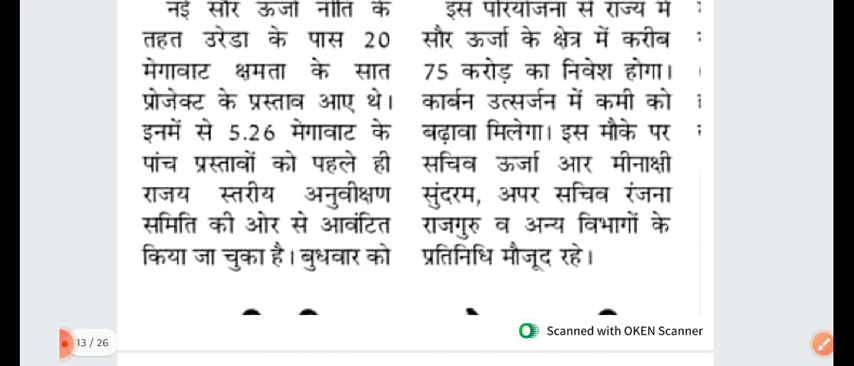 नई सौर ऊर्जा नीति के
तहत उरेडा के पास 20
मेगावाट क्षमता के सात
प्रोजेक्ट के प्रस्ताव आए थे।
इनमें से 5.26 मेगावाट के
पांच प्रस्तावों को पहले ही
राजय स्तरीय अनुवीक्षण
समिति की ओर से आवंटित
किया जा चुका है। बुधवार को
इस परियोजना से राज्य में
सौर ऊर्जा के क्षेत्र में करीब
75 करोड़ का निवेश होगा।
कार्बन उत्सर्जन में कमी को
बढ़ावा मिलेगा। इस मौके पर
सचिव ऊर्जा आर मीनाक्षी
सुंदरम, अपर सचिव रंजना
राजगुरु व अन्य विभागों के
प्रतिनिधि मौजूद रहे।
Scanned with OKEN Scanner
13 / 26